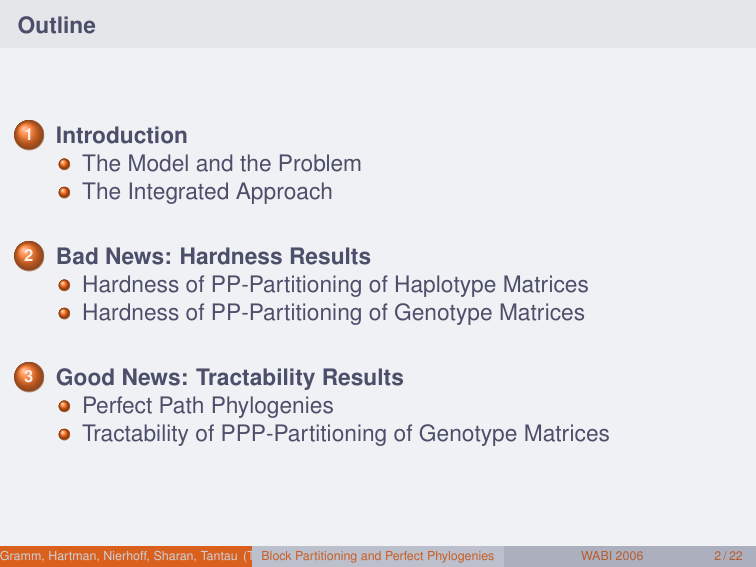 Outline
1 Introduction
The Model and the Problem
The Integrated Approach
2 Bad News: Hardness Results
Hardness of PP-Partitioning of Haplotype Matrices
Hardness of PP-Partitioning of Genotype Matrices
3 Good News: Tractability Results
Perfect Path Phylogenies
Tractability of PPP-Partitioning of Genotype Matrices
Gramm, Hartman, Nierhoff, Sharan, Tantau (T Block Partitioning and Perfect Phylogenies WABI 2006 2 / 22